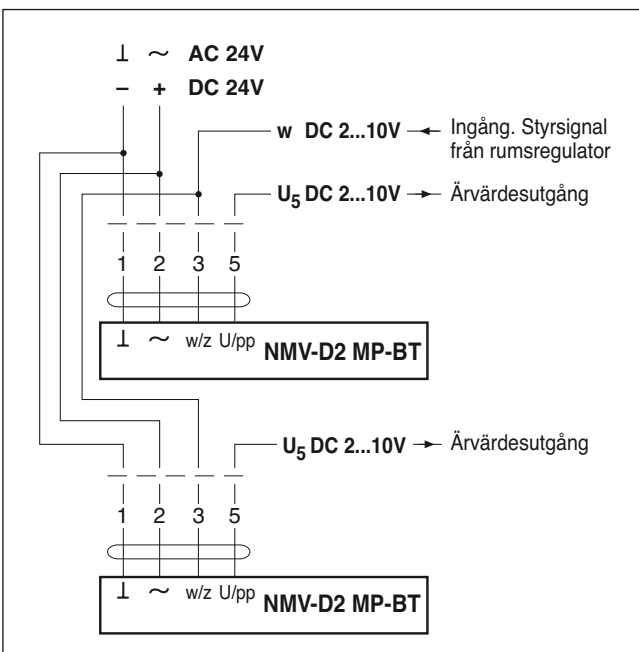 ⊥ ~ AC 24V
– + DC 24V
w DC 2...10V Ingång. Styrsignal
från rumsregulator
U5 DC 2...10V Ärvärdesutgång
1 2 3 5
⊥ ~ w/z U/pp NMV-D2 MP-BT
U5 DC 2...10V Ärvärdesutgång
1 2 3 5
⊥ ~ w/z U/pp NMV-D2 MP-BT